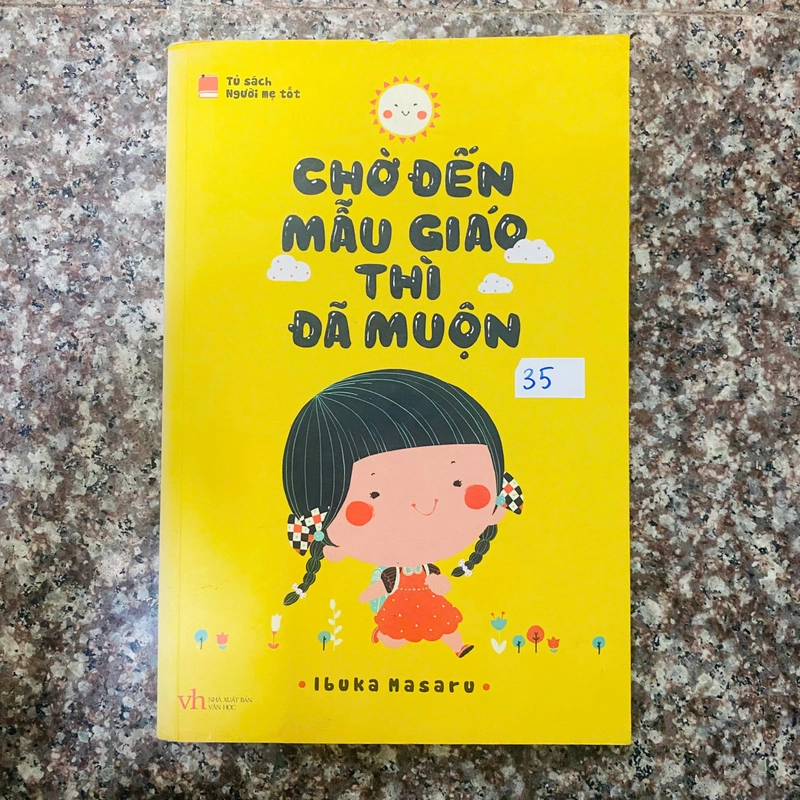 Tủ sách
Người mẹ tốt
CHỜ ĐẾN
MẪU GIÁO
THÌ
ĐÃ MUỘN
35
• Ibuka Masaru •
vh NHÀ XUẤT BẢN
VĂN HỌC